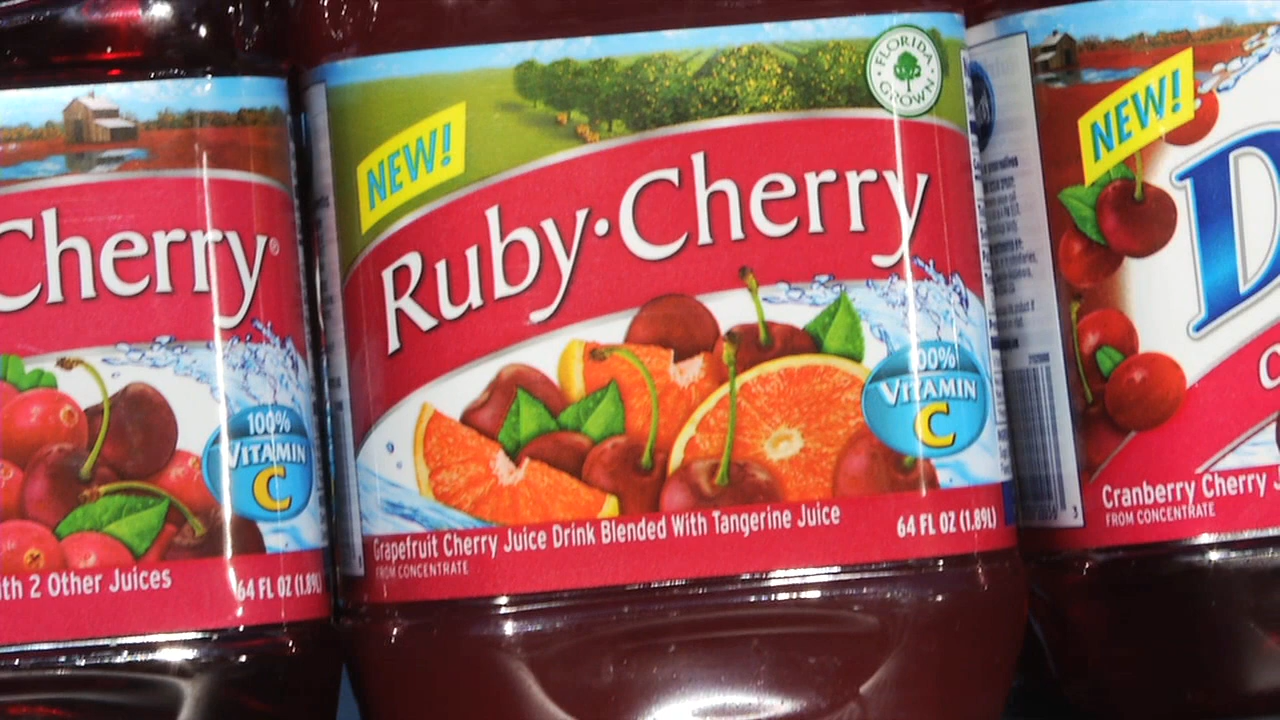 Cherry®
100%
VITAMIN
C
ith 2 Other Juices
64 FL OZ (1.89L)
FLORIDA
GROWN
NEW!
Ruby·Cherry
100%
VITAMIN
C
Grapefruit Cherry Juice Drink Blended With Tangerine Juice
FROM CONCENTRATE
64 FL OZ (1.89L)
NEW!
D
Cranberry Cherry J
FROM CONCENTRATE